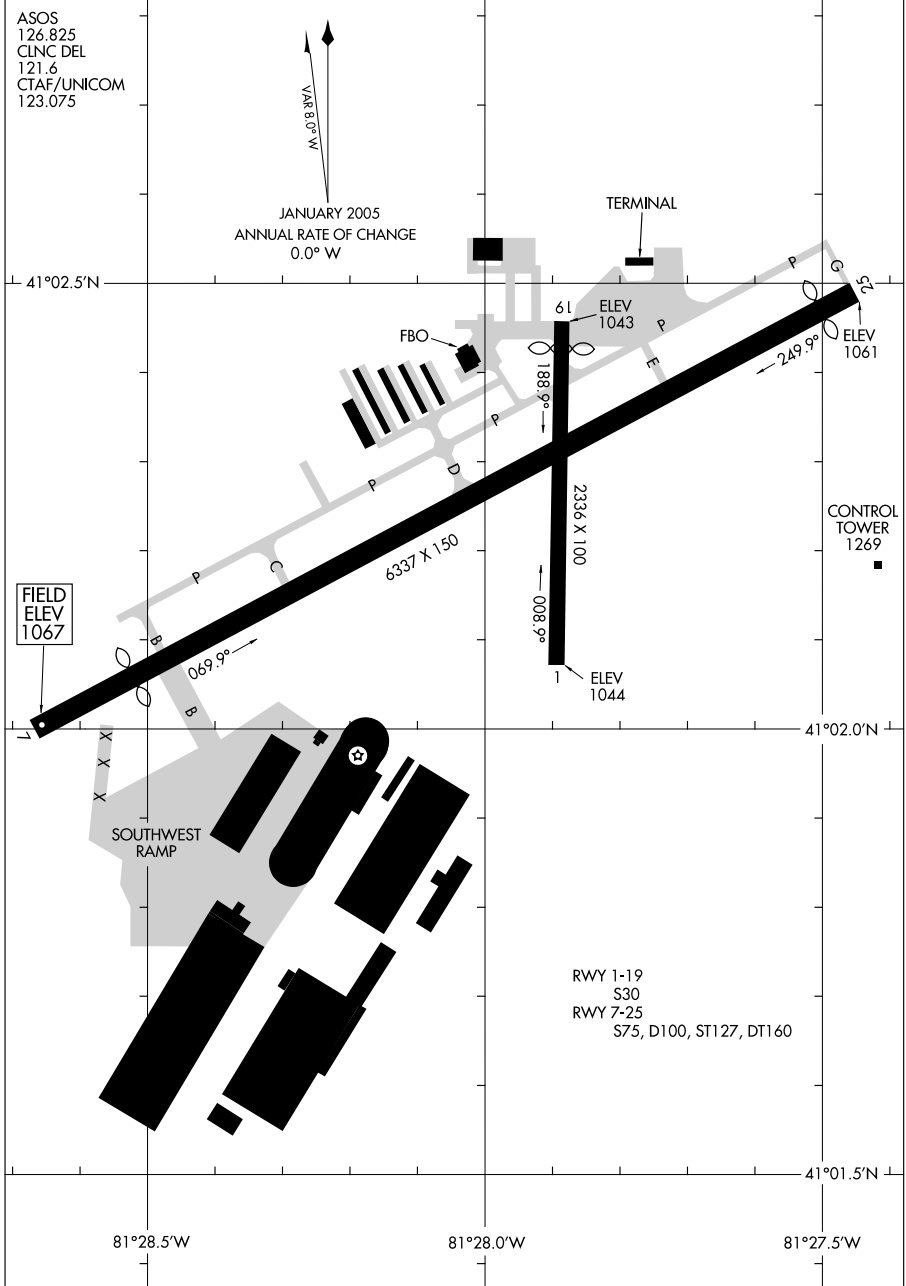 ASOS
126.825
CLNC DEL
121.6
CTAF/UNICOM
123.075
VAR 8.0° W
JANUARY 2005
ANNUAL RATE OF CHANGE
0.0° W
TERMINAL
41°02.5'N
P
G
25
19
ELEV
1043
FBO
P
ELEV
1061
E
249.9°
188.9°
P
D
P
2336 X 100
CONTROL
TOWER
1269
6337 X 150
C
P
FIELD
ELEV
1067
008.9°
B
069.9°
1
ELEV
1044
B
7
41°02.0'N
X
X
X
SOUTHWEST
RAMP
RWY 1-19
S30
RWY 7-25
S75, D100, ST127, DT160
41°01.5'N
81°28.5'W
81°28.0'W
81°27.5'W